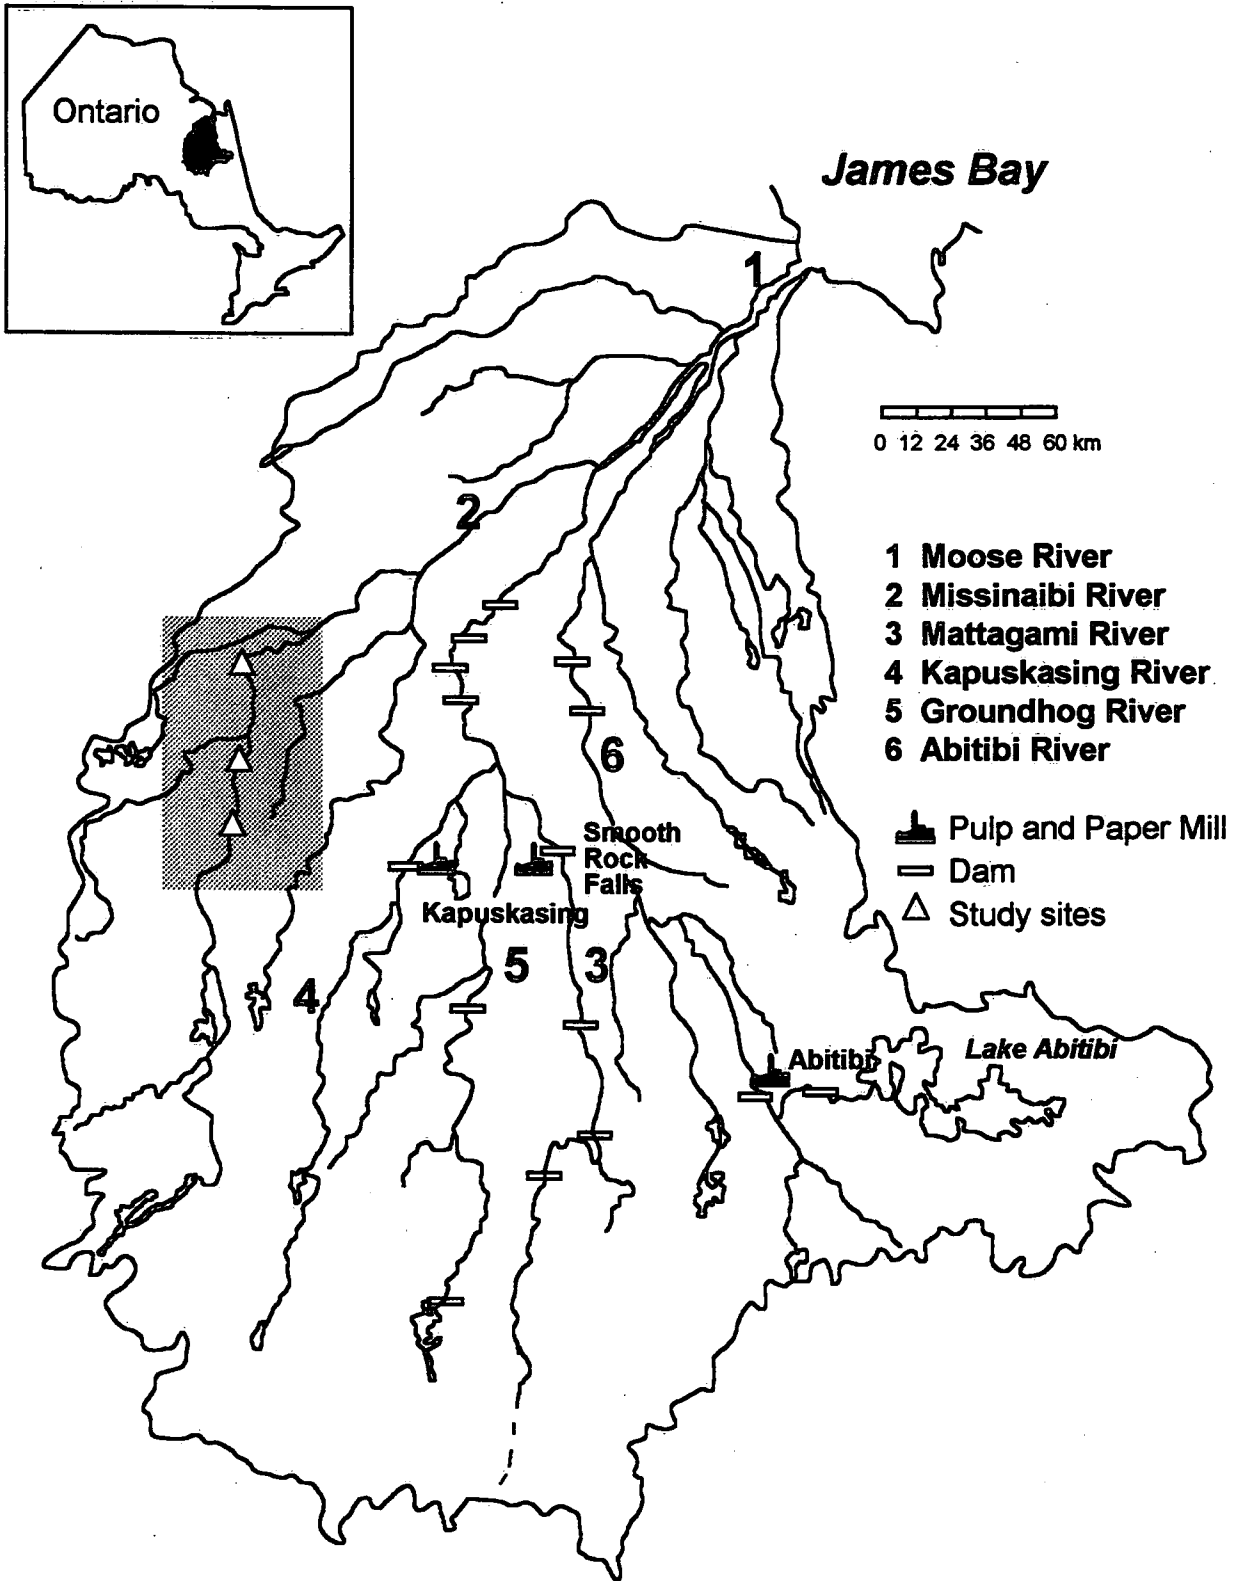 Ontario
James Bay
1
0 12 24 36 48 60 km
2
1 Moose River
2 Missinaibi River
3 Mattagami River
4 Kapuskasing River
5 Groundhog River
6 Abitibi River
6
Smooth
Rock
Falls
Pulp and Paper Mill
Dam
Study sites
Kapuskasing
5
3
4
Abitibi
Lake Abitibi